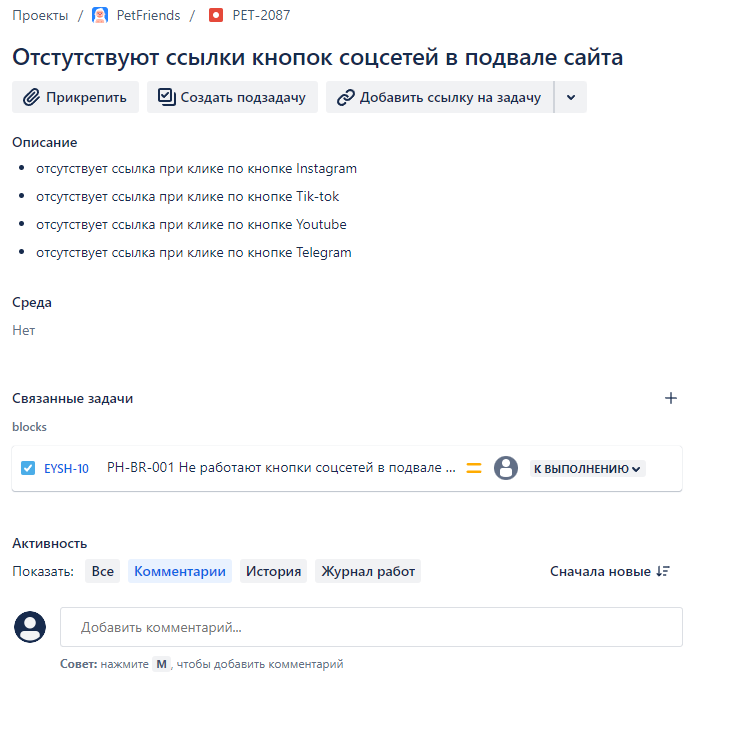 Проекты / PetFriends / PET-2087
Отстутствуют ссылки кнопок соцсетей в подвале сайта
Прикрепить Создать подзадачу Добавить ссылку на задачу
Описание
• отсутствует ссылка при клике по кнопке Instagram
• отсутствует ссылка при клике по кнопке Tik-tok
• отсутствует ссылка при клике по кнопке Youtube
• отсутствует ссылка при клике по кнопке Telegram
Среда
Нет
Связанные задачи
blocks
EYSH-10 PH-BR-001 Не работают кнопки соцсетей в подвале ... К ВЫПОЛНЕНИЮ
Активность
Показать: Все Комментарии История Журнал работ Сначала новые
Добавить комментарий...
Совет: нажмите M, чтобы добавить комментарий